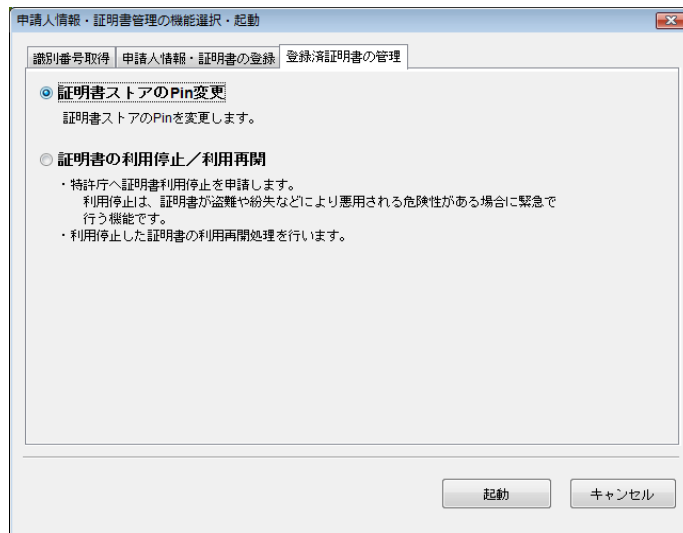 申請人情報・証明書管理の機能選択・起動
識別番号取得 申請人情報・証明書の登録 登録済証明書の管理
証明書ストアのPin変更
証明書ストアのPinを変更します。
証明書の利用停止／利用再開
・特許庁へ証明書利用停止を申請します。
利用停止は、証明書が盗難や紛失などにより悪用される危険性がある場合に緊急で
行う機能です。
・利用停止した証明書の利用再開処理を行います。
起動 キャンセル